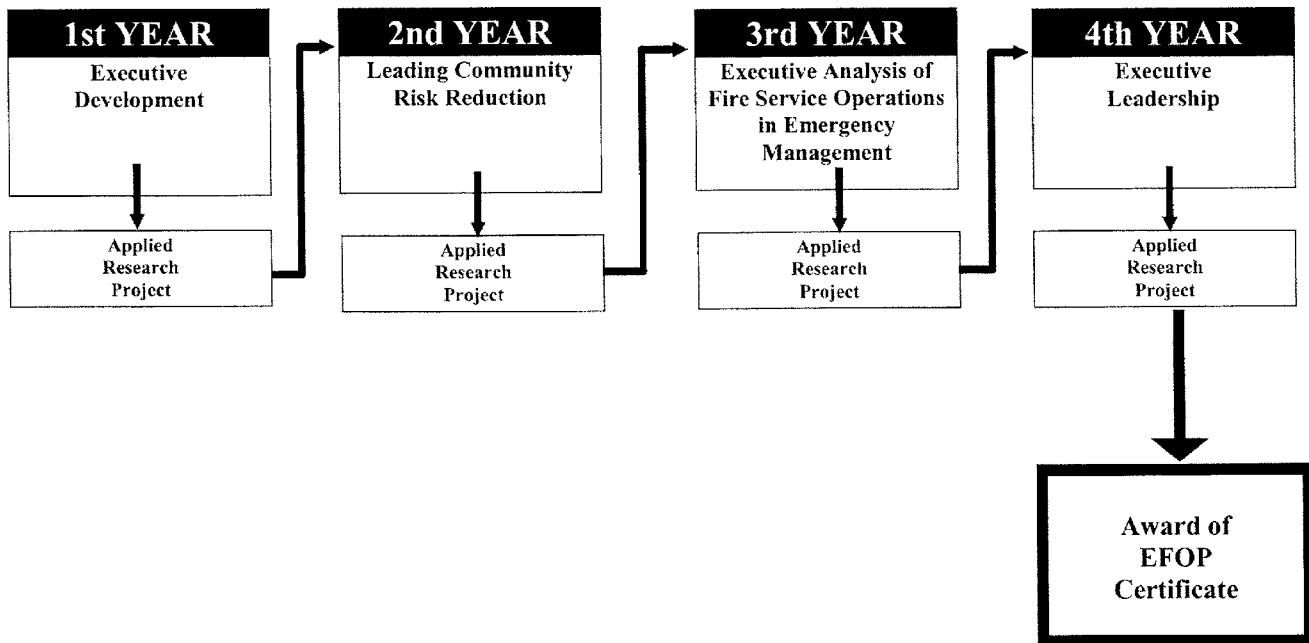 1st YEAR
Executive
Development
Applied
Research
Project
2nd YEAR
Leading Community
Risk Reduction
Applied
Research
Project
3rd YEAR
Executive Analysis of
Fire Service Operations
in Emergency
Management
Applied
Research
Project
4th YEAR
Executive
Leadership
Applied
Research
Project
Award of
EFOP
Certificate